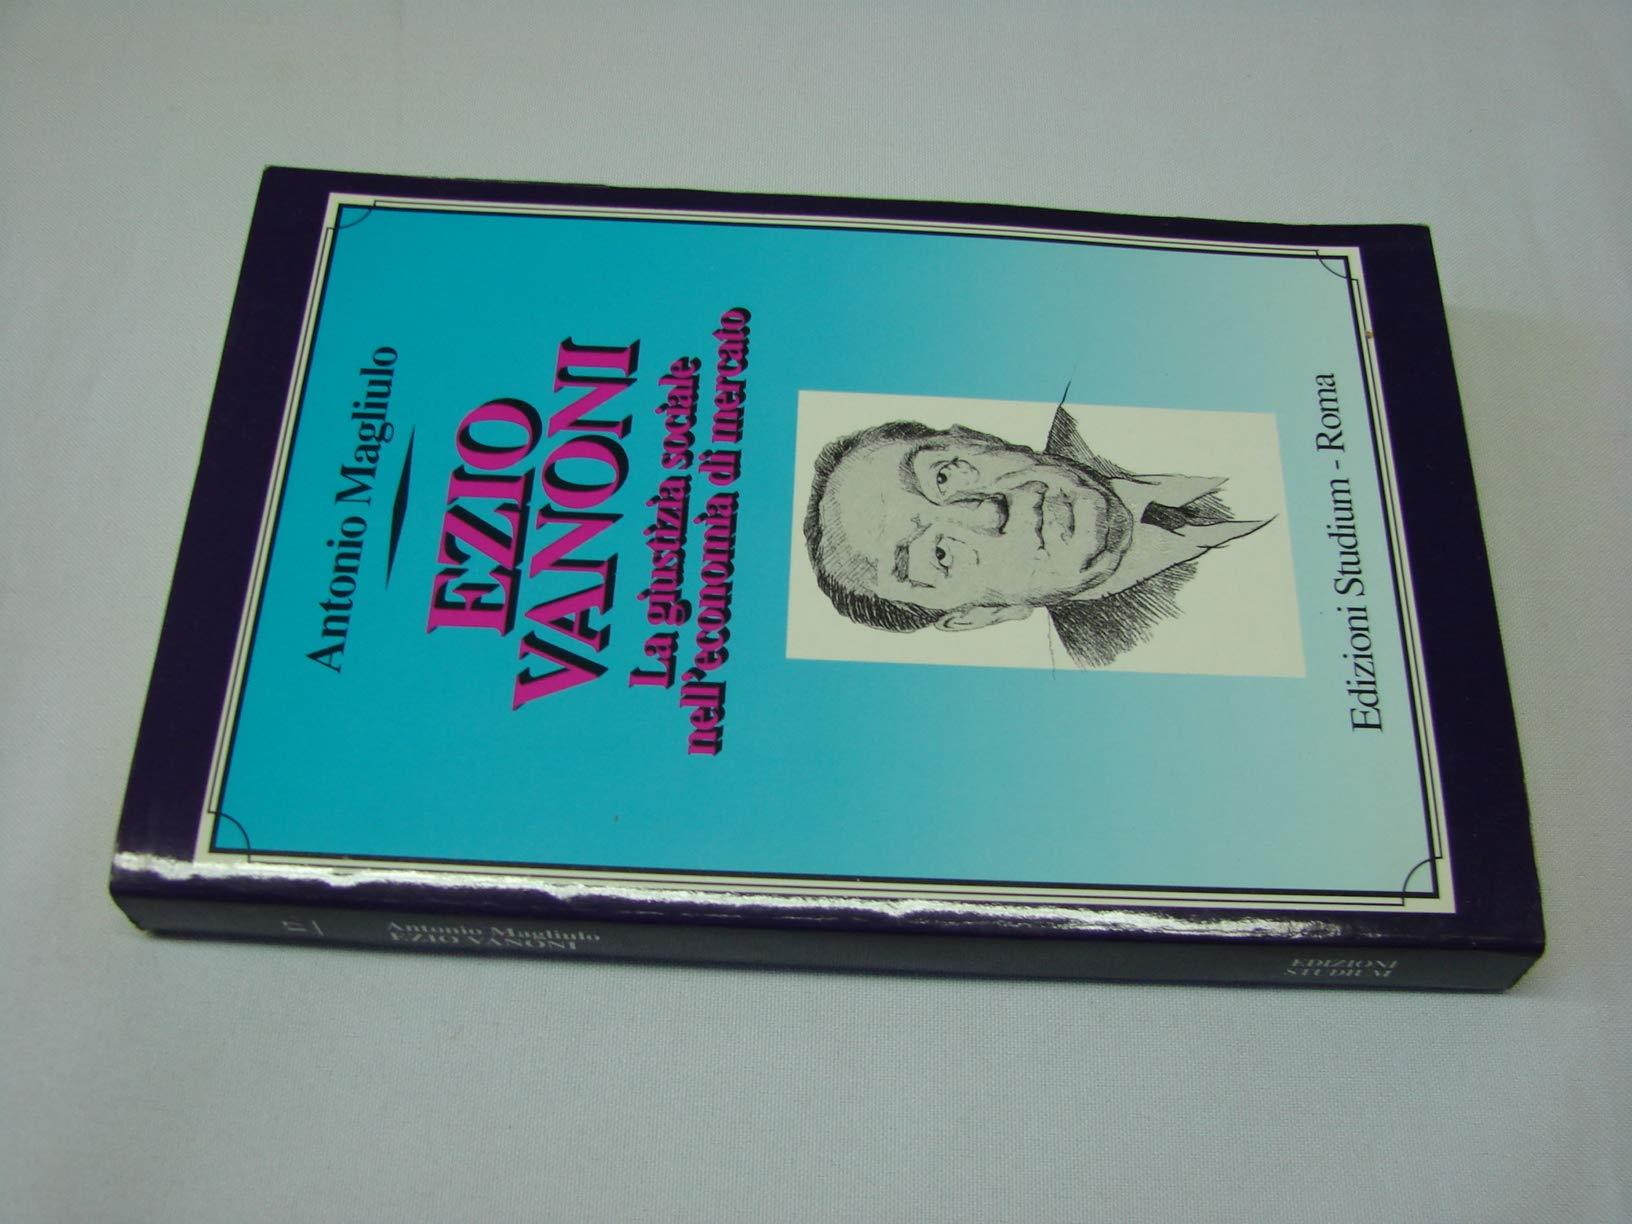 Antonio Magliulo
EZIO
VANONI
La giustizia sociale
nell'economia di mercato
Edizioni Studium - Roma
Antonio Magliulo
EZIO VANONI
EDIZIONI
STUDIUM